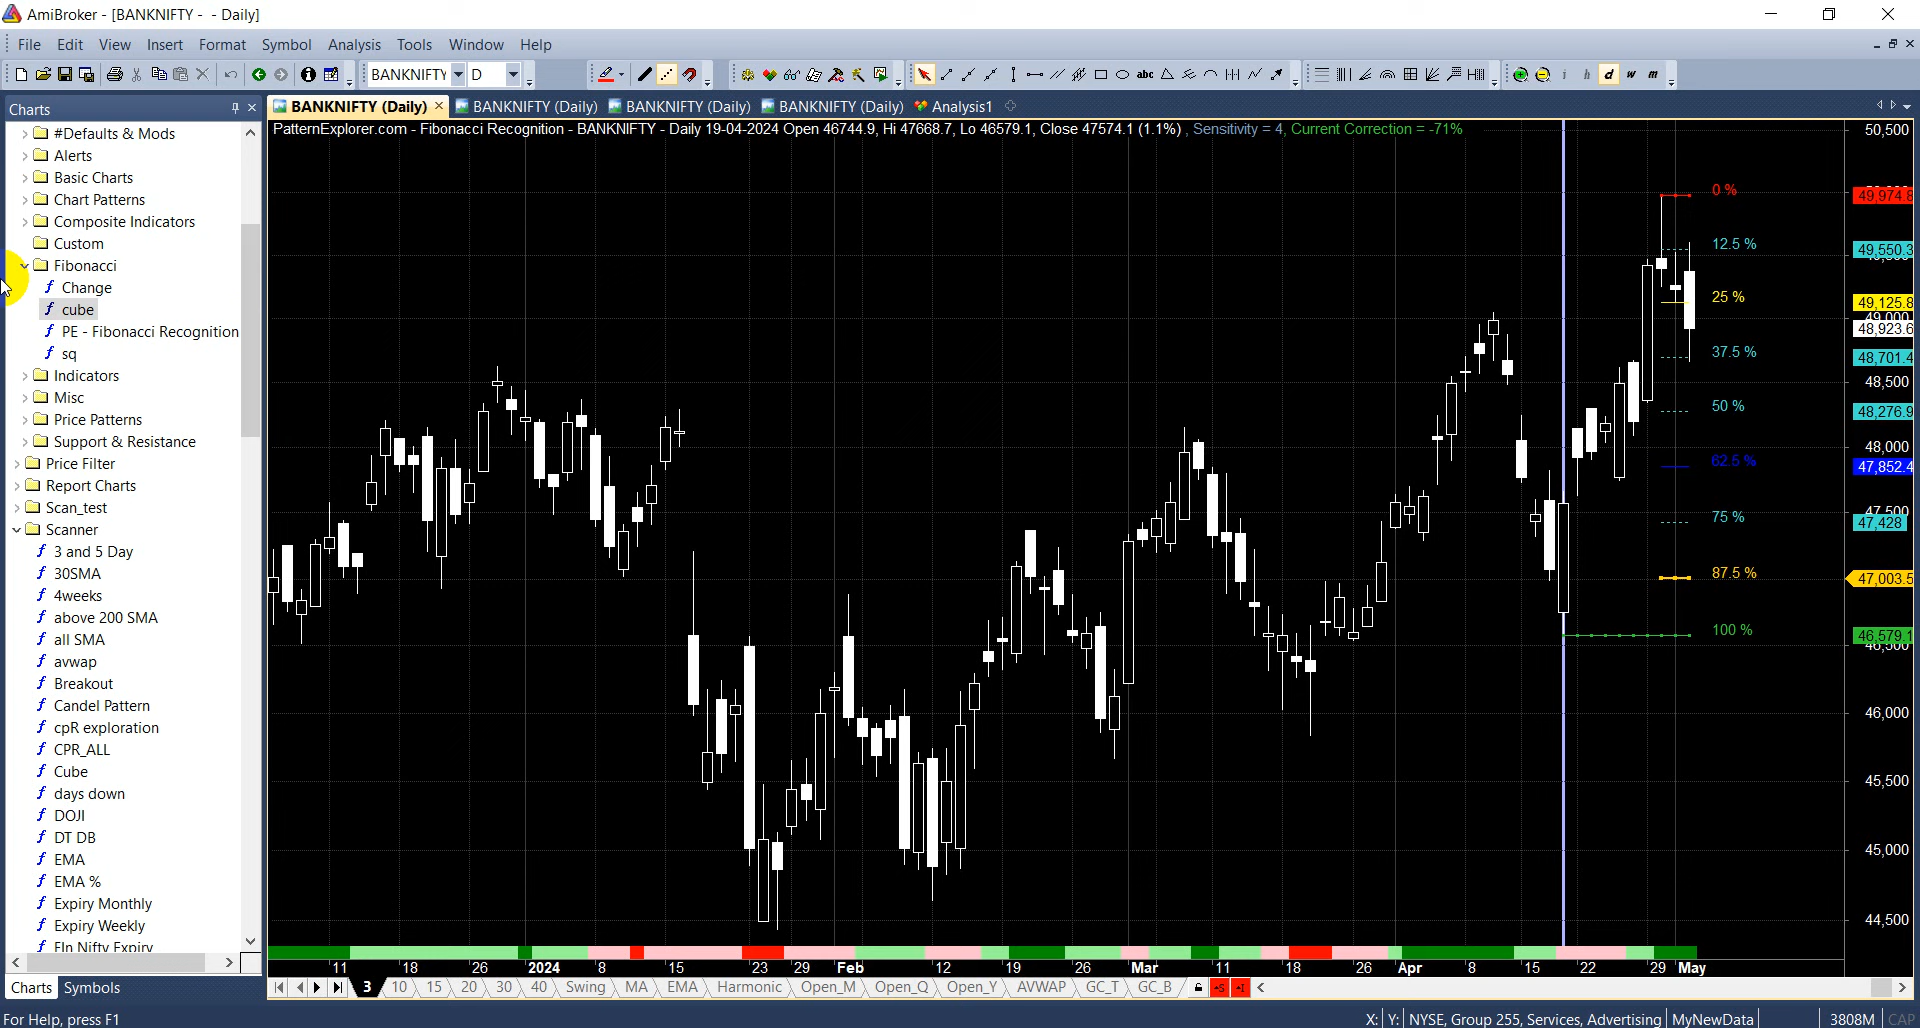 AmiBroker - [BANKNIFTY -  - Daily]
File Edit View Insert Format Symbol Analysis Tools Window Help
BANKNIFTY D abc i h d w m
Charts
BANKNIFTY (Daily) BANKNIFTY (Daily) BANKNIFTY (Daily) BANKNIFTY (Daily) Analysis1
PatternExplorer.com - Fibonacci Recognition - BANKNIFTY - Daily 19-04-2024 Open 46744.9, Hi 47668.7, Lo 46579.1, Close 47574.1 (1.1%) , Sensitivity = 4, Current Correction = -71%
#Defaults & Mods
Alerts
Basic Charts
Chart Patterns
Composite Indicators
Custom
Fibonacci
Change
cube
PE - Fibonacci Recognition
sq
Indicators
Misc
Price Patterns
Support & Resistance
Price Filter
Report Charts
Scan_test
Scanner
3 and 5 Day
30SMA
4weeks
above 200 SMA
all SMA
avwap
Breakout
Candel Pattern
cpR exploration
CPR_ALL
Cube
days down
DOJI
DT DB
EMA
EMA %
Expiry Monthly
Expiry Weekly
FIn Nifty Expiry
Charts Symbols
0 %
12.5 %
25 %
37.5 %
50 %
62.5 %
75 %
87.5 %
100 %
50,500
49,974.8
49,550.3
49,125.8
49,000
48,923.6
48,701.4
48,500
48,276.9
48,000
47,852.4
47,500
47,428
47,003.5
46,579.1
46,500
46,000
45,500
45,000
44,500
11 18 26 2024 8 15 23 29 Feb 12 19 26 Mar 11 18 26 Apr 8 15 22 29 May
3 10 15 20 30 40 Swing MA EMA Harmonic Open_M Open_Q Open_Y AVWAP GC_T GC_B
For Help, press F1
X: Y: NYSE, Group 255, Services, Advertising MyNewData 3808M CAP